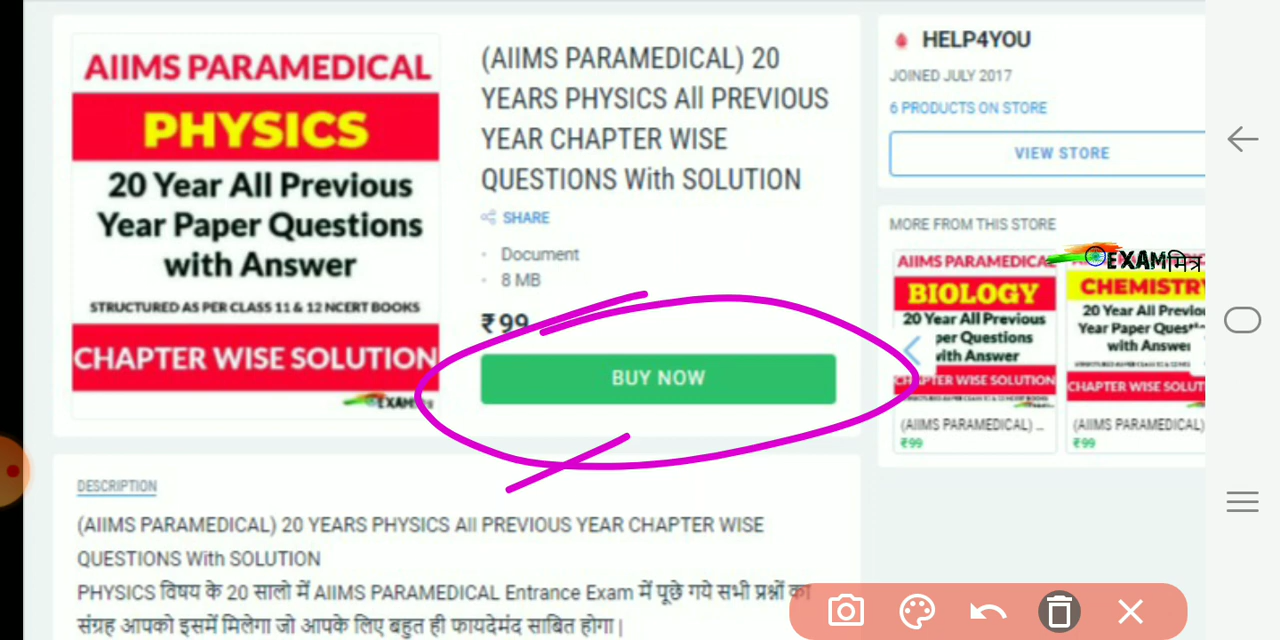 AIIMS PARAMEDICAL
PHYSICS
20 Year All Previous
Year Paper Questions
with Answer
STRUCTURED AS PER CLASS 11 & 12 NCERT BOOKS
CHAPTER WISE SOLUTION
(AIIMS PARAMEDICAL) 20
YEARS PHYSICS All PREVIOUS
YEAR CHAPTER WISE
QUESTIONS With SOLUTION
SHARE
Document
8 MB
₹99
BUY NOW
DESCRIPTION
(AIIMS PARAMEDICAL) 20 YEARS PHYSICS All PREVIOUS YEAR CHAPTER WISE
QUESTIONS With SOLUTION
PHYSICS विषय के 20 सालो में AIIMS PARAMEDICAL Entrance Exam में पूछे गये सभी प्रश्नों का
संग्रह आपको इसमें मिलेगा जो आपके लिए बहुत ही फायदेमंद साबित होगा|
HELP4YOU
JOINED JULY 2017
6 PRODUCTS ON STORE
VIEW STORE
MORE FROM THIS STORE
EXAMमित्र
AIIMS PARAMEDICAL
BIOLOGY
20 Year All Previous
per Questions
with Answer
CHAPTER WISE SOLUTION
(AIIMS PARAMEDICAL) ...
₹99
CHEMISTRY
20 Year All Previou
Year Paper Quest
with Answe
CHAPTER WISE SOLUT
(AIIMS PARAMEDICAL)
₹99